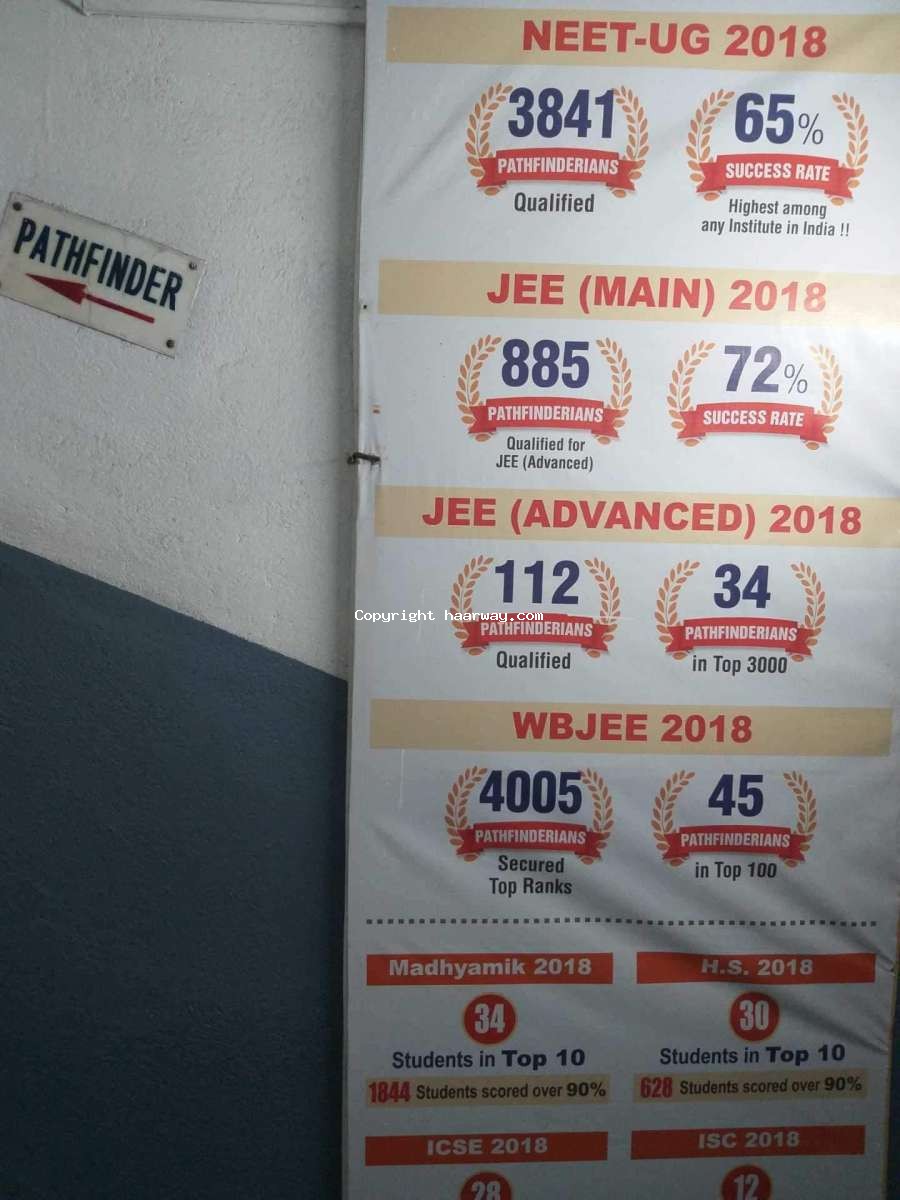 PATHFINDER
NEET-UG 2018
3841
PATHFINDERIANS
Qualified
65%
SUCCESS RATE
Highest among
any Institute in India !!
JEE (MAIN) 2018
885
PATHFINDERIANS
Qualified for
JEE (Advanced)
72%
SUCCESS RATE
JEE (ADVANCED) 2018
112
PATHFINDERIANS
Qualified
34
PATHFINDERIANS
in Top 3000
Copyright haarway.com
WBJEE 2018
4005
PATHFINDERIANS
Secured
Top Ranks
45
PATHFINDERIANS
in Top 100
Madhyamik 2018
34
Students in Top 10
1844 Students scored over 90%
H.S. 2018
30
Students in Top 10
628 Students scored over 90%
ICSE 2018
28
ISC 2018
12